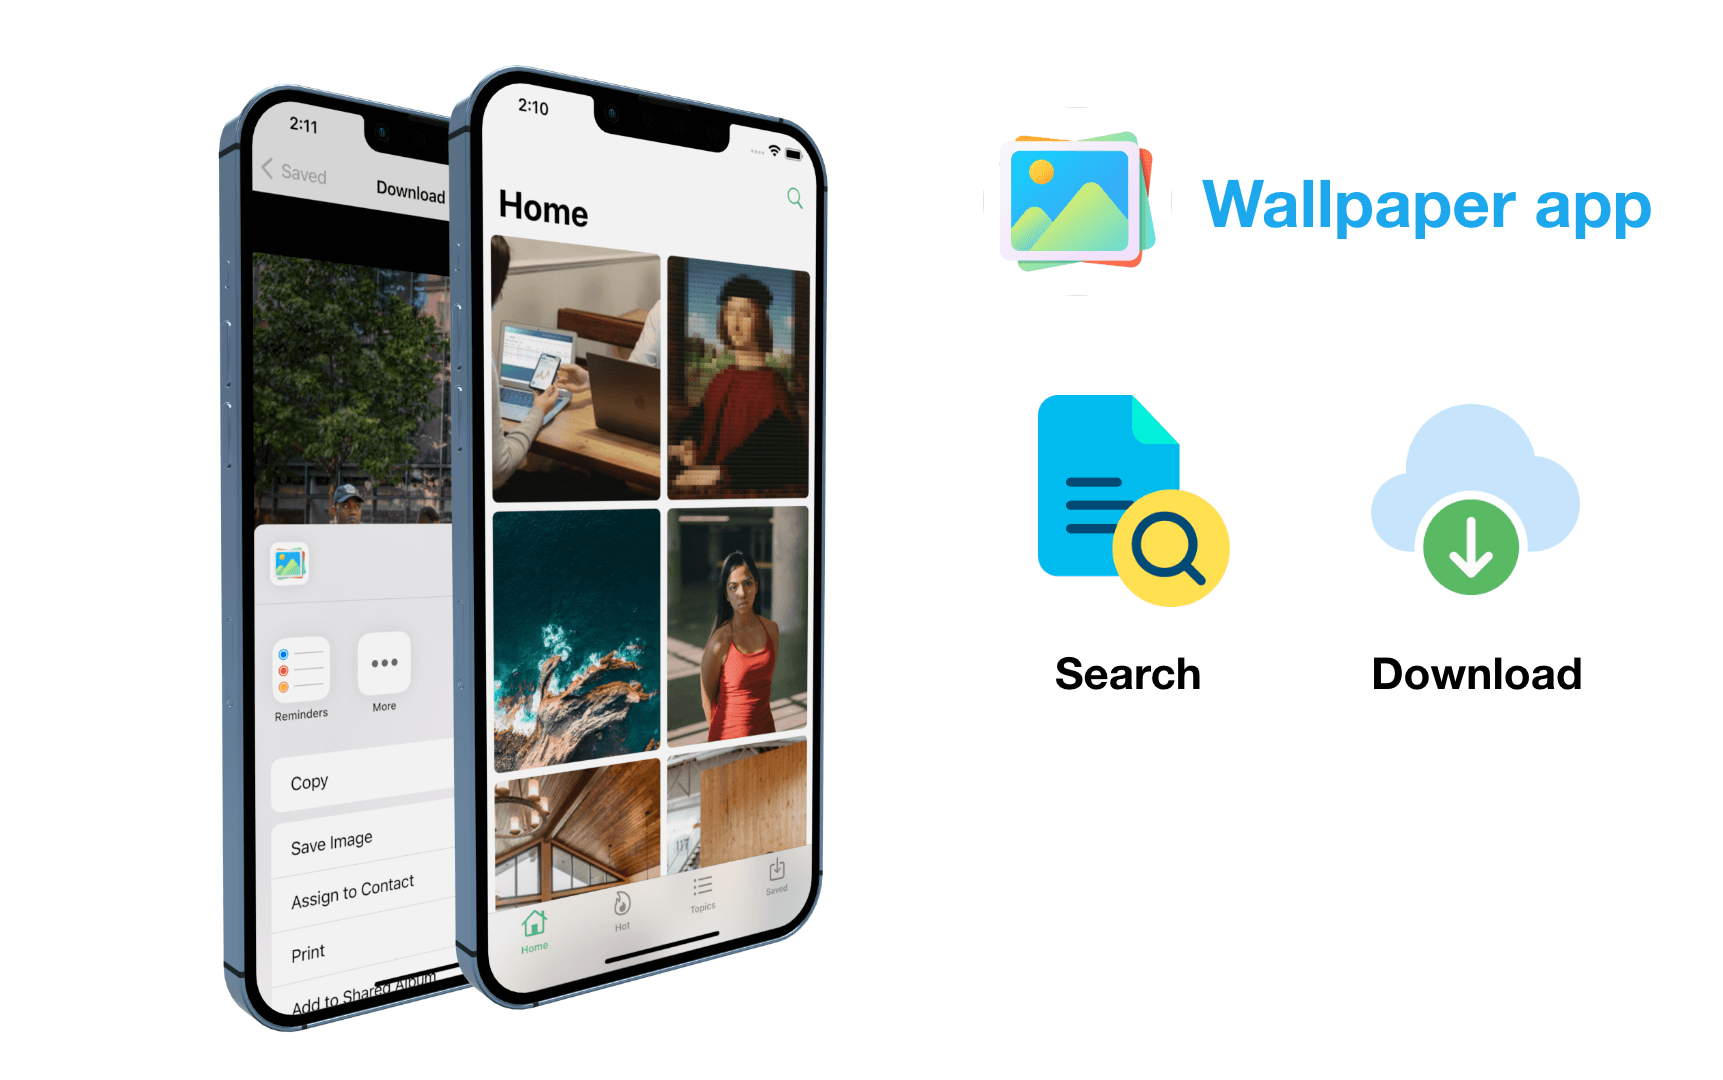 2:11
Saved
Download
Reminders
More
Copy
Save Image
Assign to Contact
Print
Add to Shared Album
2:10
Home
Home
Hot
Topics
Saved
Wallpaper app
Search
Download